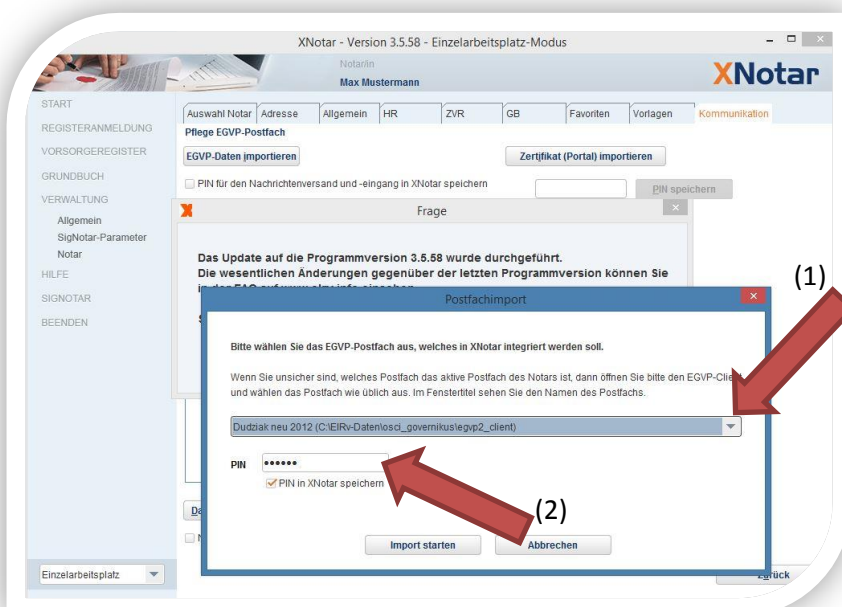 XNotar - Version 3.5.58 - Einzelarbeitsplatz-Modus
Notar/in
Max Mustermann
XNotar
START
REGISTERANMELDUNG
VORSORGEREGISTER
GRUNDBUCH
VERWALTUNG
Allgemein
SigNotar-Parameter
Notar
HILFE
SIGNOTAR
BEENDEN
Auswahl Notar Adresse Allgemein HR ZVR GB Favoriten Vorlagen Kommunikation
Pflege EGVP-Postfach
EGVP-Daten importieren Zertifikat (Portal) importieren
PIN für den Nachrichtenversand und -eingang in XNotar speichern PIN speichern
Frage
Das Update auf die Programmversion 3.5.58 wurde durchgeführt.
Die wesentlichen Änderungen gegenüber der letzten Programmversion können Sie
Postfachimport
(1)
Bitte wählen Sie das EGVP-Postfach aus, welches in XNotar integriert werden soll.
Wenn Sie unsicher sind, welches Postfach das aktive Postfach des Notars ist, dann öffnen Sie bitte den EGVP-Client
und wählen das Postfach wie üblich aus. Im Fenstertitel sehen Sie den Namen des Postfachs.
Dudziak neu 2012 (C:\ElRv-Daten\osci_governikus\egvp2_client)
PIN ••••••
PIN in XNotar speichern
(2)
Import starten Abbrechen
Einzelarbeitsplatz Zurück